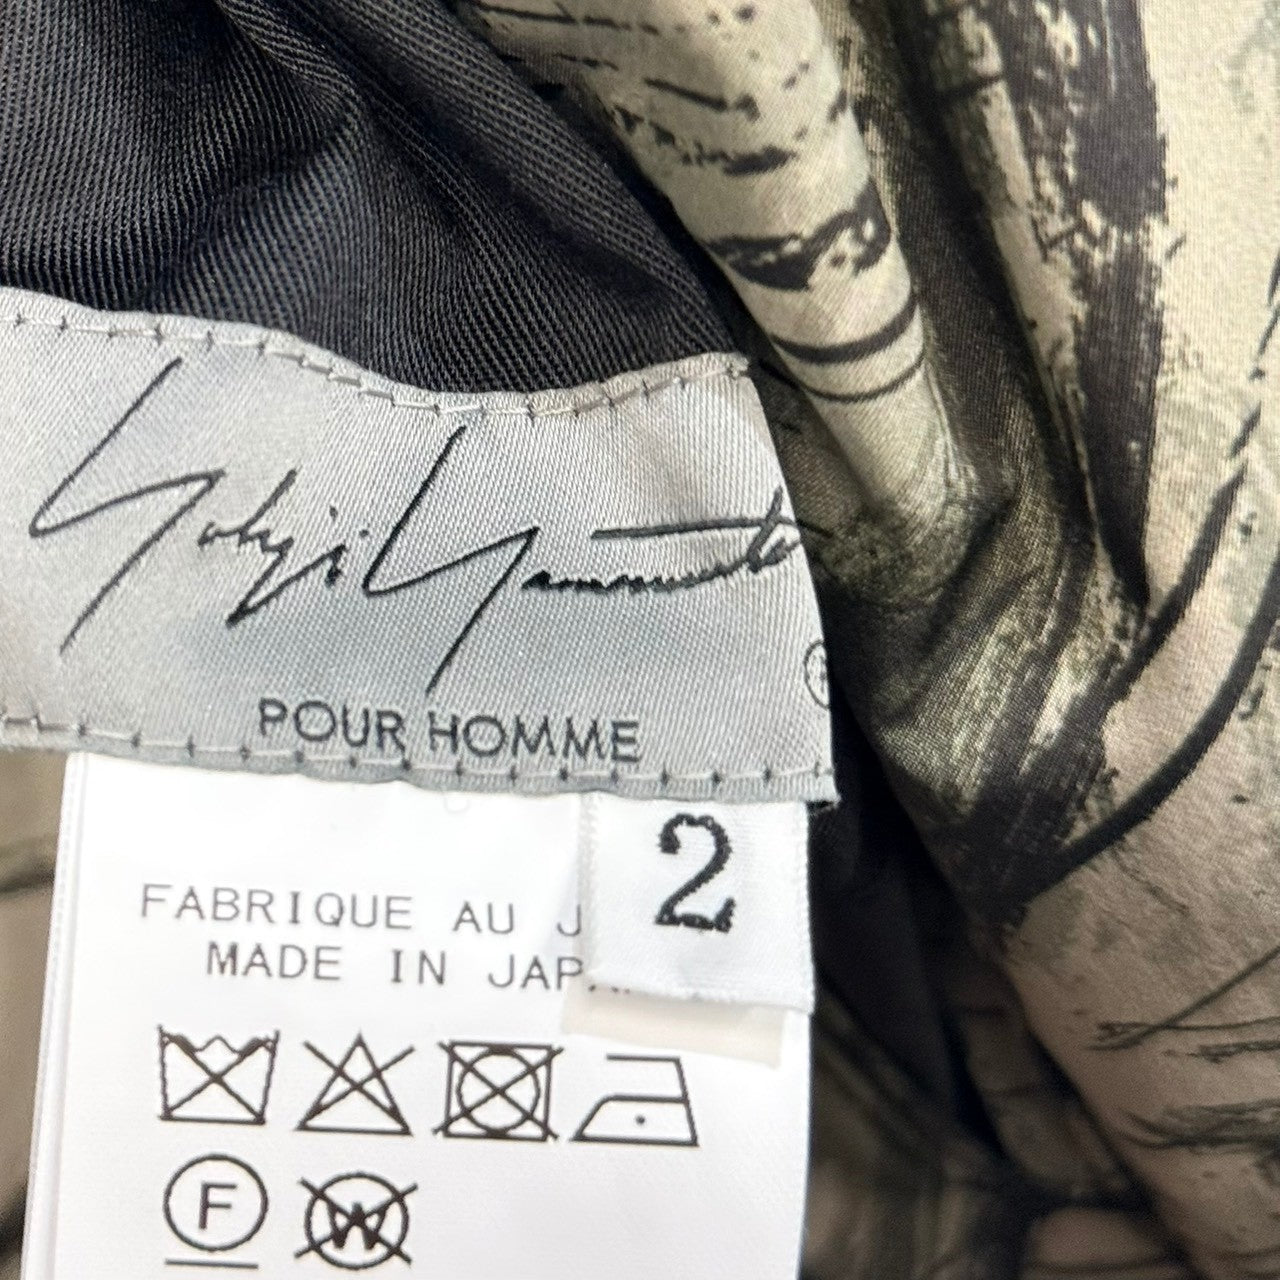 Yohji Yamamoto
POUR HOMME
2
FABRIQUE AU J
MADE IN JAP
F
W